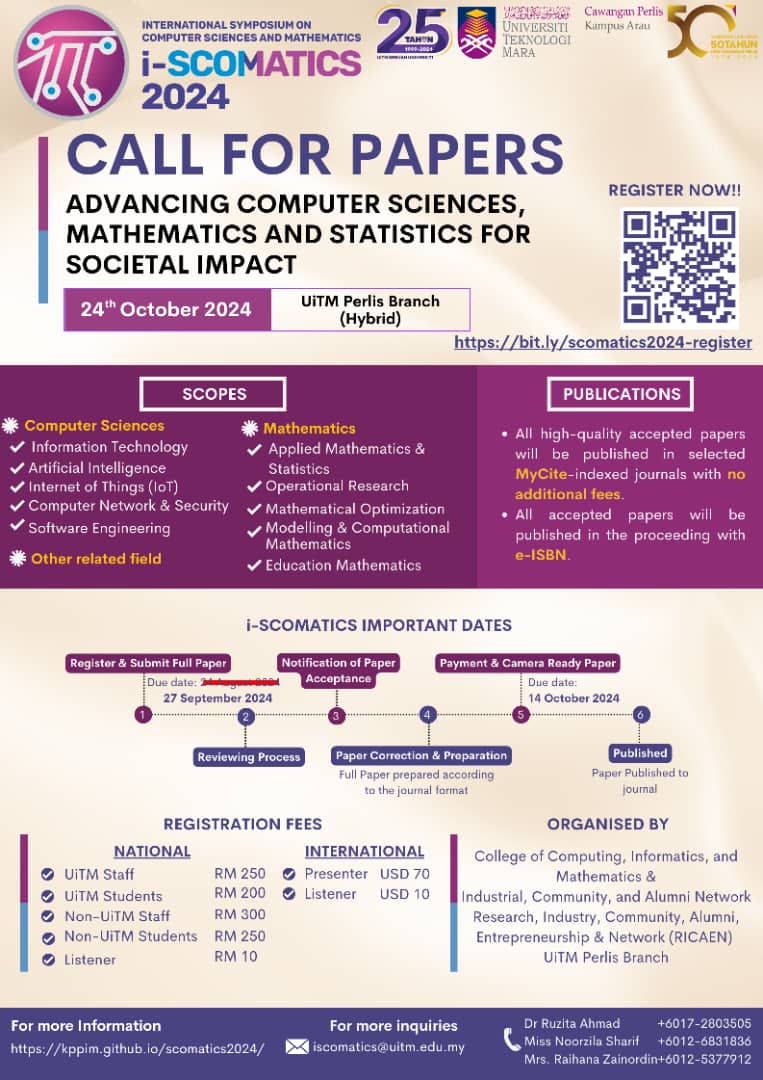 INTERNATIONAL SYMPOSIUM ON
COMPUTER SCIENCES AND MATHEMATICS
i-SCOMATICS
2024
25
TAHUN
1999-2024
UNIVERSITI
TEKNOLOGI
MARA
Cawangan Perlis
Kampus Arau
50
5OTAHUN
CALL FOR PAPERS
ADVANCING COMPUTER SCIENCES,
MATHEMATICS AND STATISTICS FOR
SOCIETAL IMPACT
24th October 2024
UiTM Perlis Branch
(Hybrid)
REGISTER NOW!!
https://bit.ly/scomatics2024-register
SCOPES
Computer Sciences
Information Technology
Artificial Intelligence
Internet of Things (IoT)
Computer Network & Security
Software Engineering
Other related field
Mathematics
Applied Mathematics &
Statistics
Operational Research
Mathematical Optimization
Modelling & Computational
Mathematics
Education Mathematics
PUBLICATIONS
• All high-quality accepted papers
will be published in selected
MyCite-indexed journals with no
additional fees.
• All accepted papers will be
published in the proceeding with
e-ISBN.
i-SCOMATICS IMPORTANT DATES
Register & Submit Full Paper
Due date: 24 August 2024
27 September 2024
1
Reviewing Process
2
Notification of Paper
Acceptance
3
Paper Correction & Preparation
Full Paper prepared according
to the journal format
4
Payment & Camera Ready Paper
Due date:
14 October 2024
5
6
Published
Paper Published to
journal
REGISTRATION FEES
NATIONAL
UiTM Staff RM 250
UiTM Students RM 200
Non-UiTM Staff RM 300
Non-UiTM Students RM 250
Listener RM 10
INTERNATIONAL
Presenter USD 70
Listener USD 10
ORGANISED BY
College of Computing, Informatics, and
Mathematics &
Industrial, Community, and Alumni Network
Research, Industry, Community, Alumni,
Entrepreneurship & Network (RICAEN)
UiTM Perlis Branch
For more Information
https://kppim.github.io/scomatics2024/
For more inquiries
iscomatics@uitm.edu.my
Dr Ruzita Ahmad +6017-2803505
Miss Noorzila Sharif +6012-6831836
Mrs. Raihana Zainordin+6012-5377912